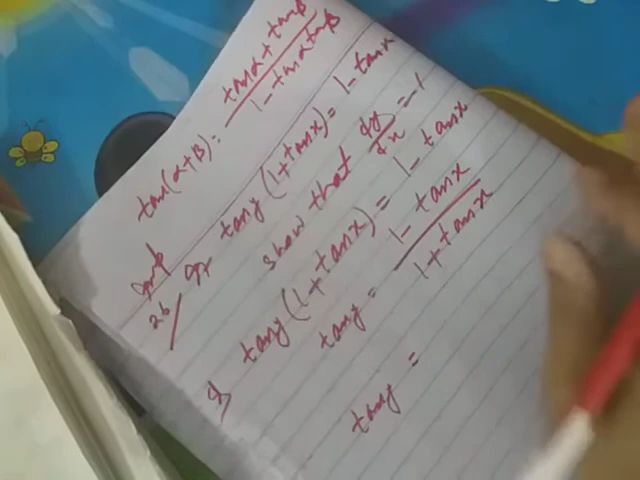 tan(α+β) = tanα + tanβ / 1 - tanα tanβ
Imp
26/ If tany (1+tanx) = 1-tanx
show that dy/dx = -1
tany (1+tanx) = 1-tanx
tany = 1-tanx / 1+tanx
tany =